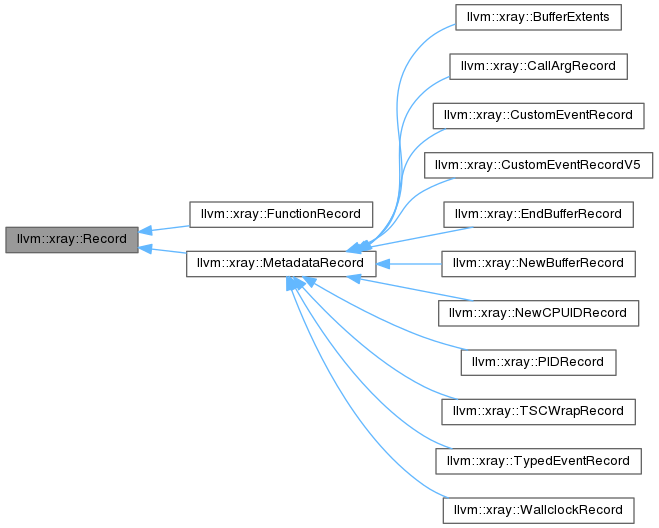 llvm::xray::BufferExtents
llvm::xray::CallArgRecord
llvm::xray::CustomEventRecord
llvm::xray::CustomEventRecordV5
llvm::xray::FunctionRecord
llvm::xray::EndBufferRecord
llvm::xray::Record
llvm::xray::MetadataRecord
llvm::xray::NewBufferRecord
llvm::xray::NewCPUIDRecord
llvm::xray::PIDRecord
llvm::xray::TSCWrapRecord
llvm::xray::TypedEventRecord
llvm::xray::WallclockRecord